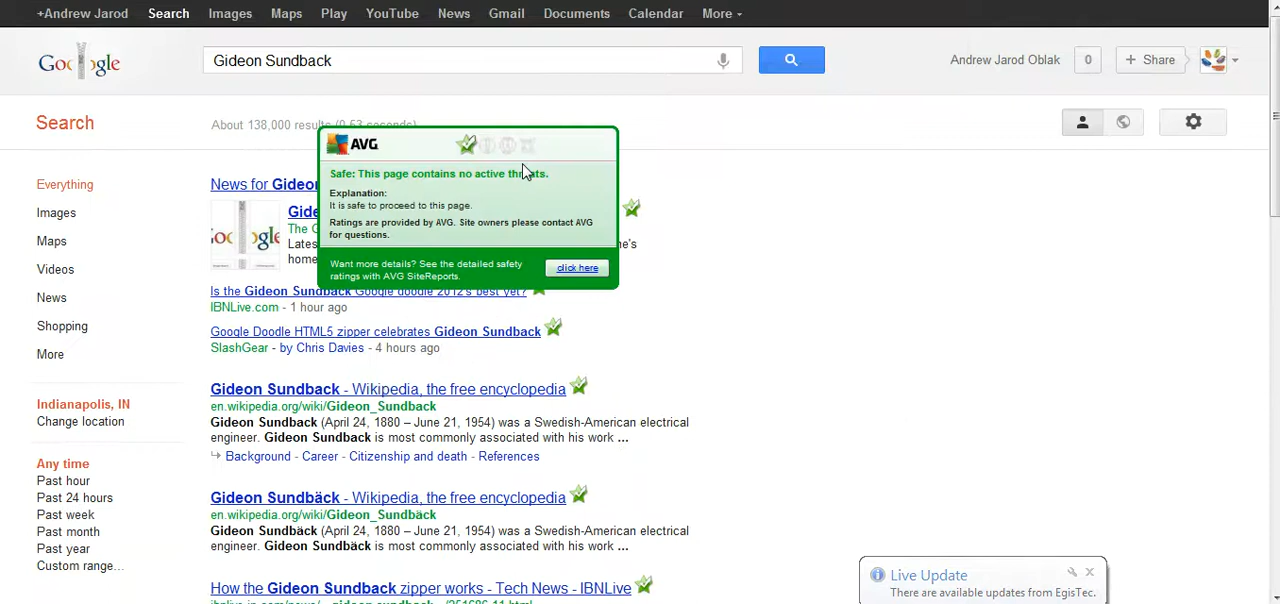 +Andrew Jarod Search Images Maps Play YouTube News Gmail Documents Calendar More
Google
Gideon Sundback
Andrew Jarod Oblak 0 + Share
Search
About 138,000 results (0.53 seconds)
Everything
Images
Maps
Videos
News
Shopping
More
Indianapolis, IN
Change location
Any time
Past hour
Past 24 hours
Past week
Past month
Past year
Custom range...
News for Gideo
AVG
Safe: This page contains no active threats.
Explanation:
It is safe to proceed to this page.
Ratings are provided by AVG. Site owners please contact AVG
for questions.
Want more details? See the detailed safety
ratings with AVG SiteReports.
click here
Gide
The C
Lates
ne's
home
Is the Gideon Sundback Google doodle 2012's best yet?
IBNLive.com - 1 hour ago
Google Doodle HTML5 zipper celebrates Gideon Sundback
SlashGear - by Chris Davies - 4 hours ago
Gideon Sundback - Wikipedia, the free encyclopedia
en.wikipedia.org/wiki/Gideon_Sundback
Gideon Sundback (April 24, 1880 – June 21, 1954) was a Swedish-American electrical
engineer. Gideon Sundback is most commonly associated with his work ...
Background - Career - Citizenship and death - References
Gideon Sundbäck - Wikipedia, the free encyclopedia
en.wikipedia.org/wiki/Gideon_Sundbäck
Gideon Sundbäck (April 24, 1880 – June 21, 1954) was a Swedish-American electrical
engineer. Gideon Sundbäck is most commonly associated with his work ...
How the Gideon Sundback zipper works - Tech News - IBNLive
Live Update
There are available updates from EgisTec.